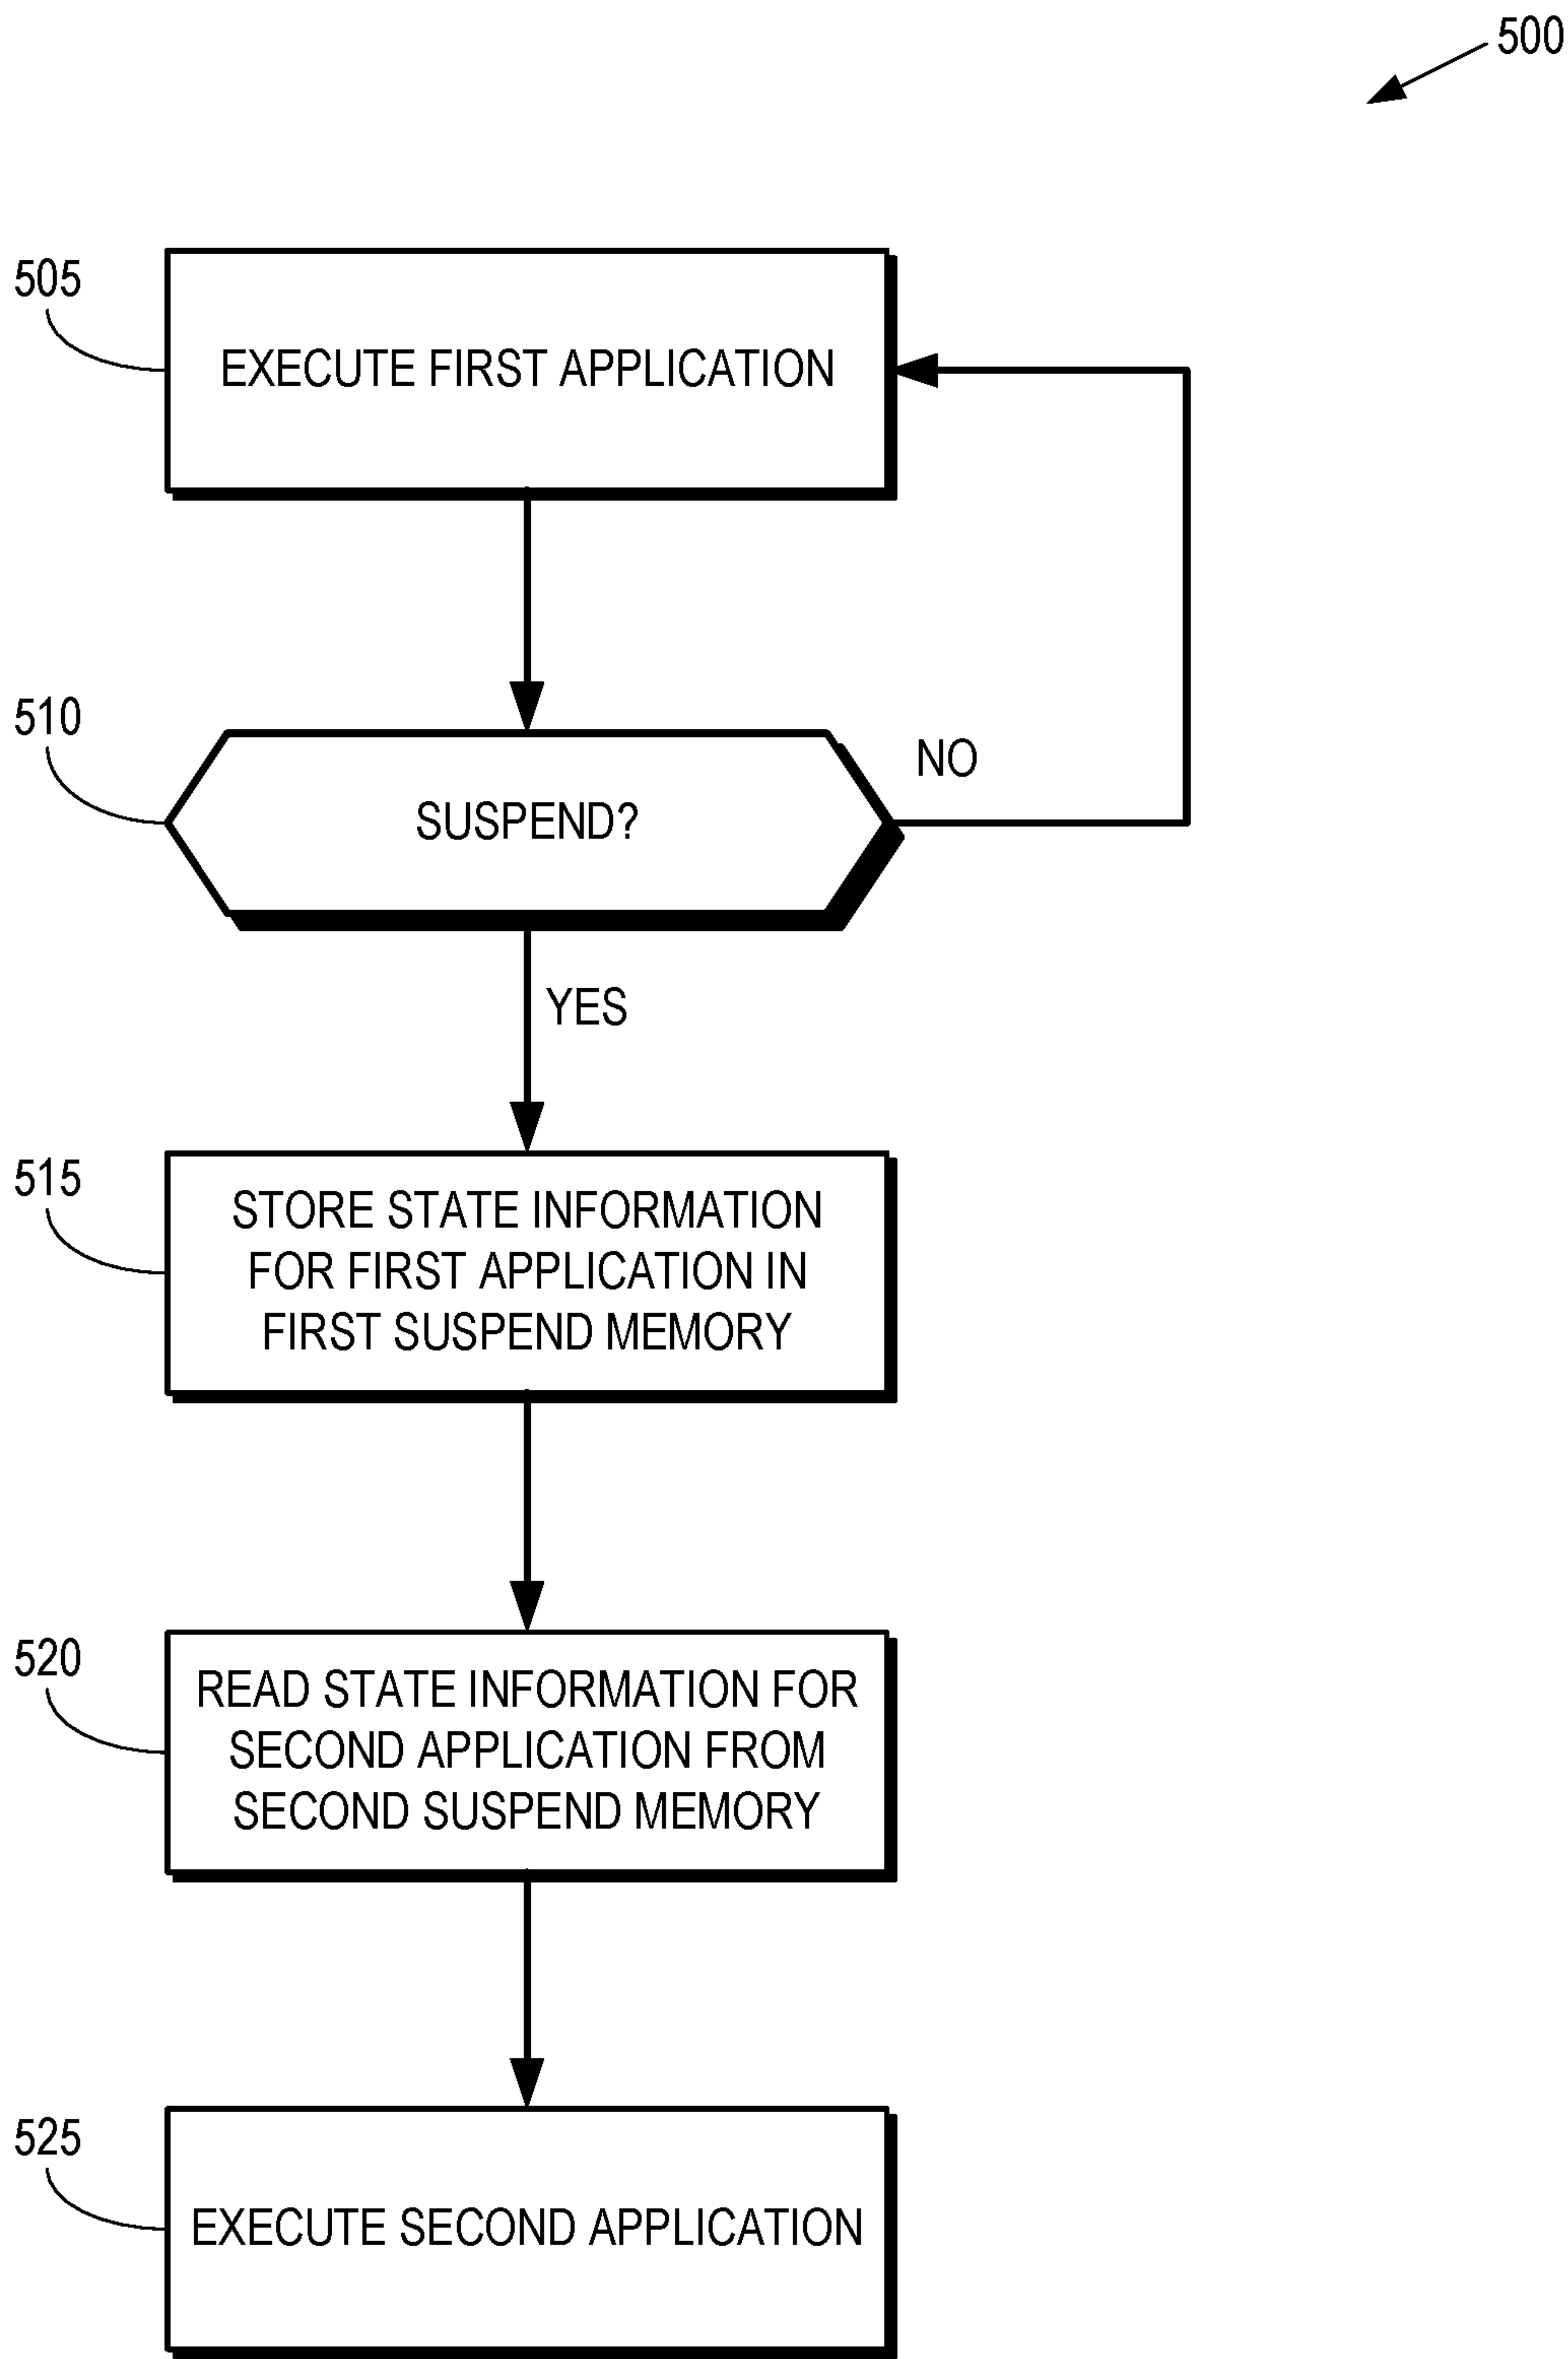 500
505
EXECUTE FIRST APPLICATION
510
SUSPEND?
NO
YES
515
STORE STATE INFORMATION
FOR FIRST APPLICATION IN
FIRST SUSPEND MEMORY
520
READ STATE INFORMATION FOR
SECOND APPLICATION FROM
SECOND SUSPEND MEMORY
525
EXECUTE SECOND APPLICATION